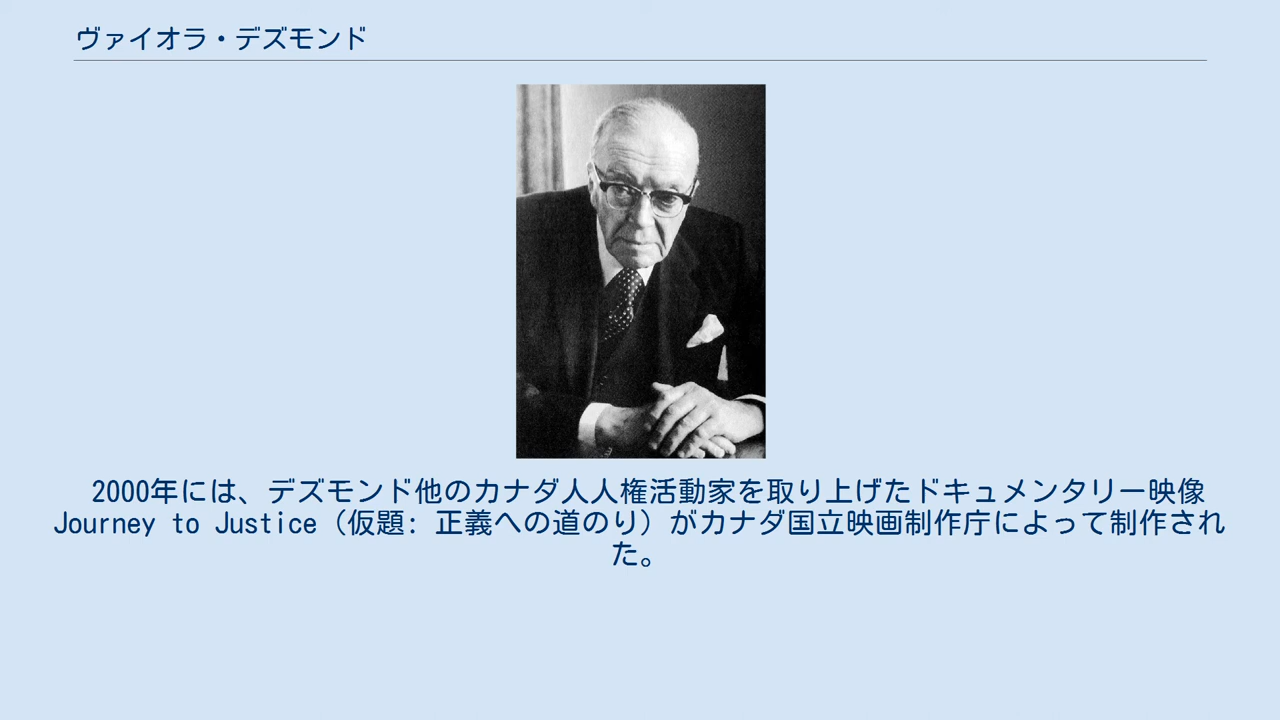 ヴァイオラ・デズモンド
2000年には、デズモンド他のカナダ人人権活動家を取り上げたドキュメンタリー映像
Journey to Justice（仮題: 正義への道のり）がカナダ国立映画制作庁によって制作され
た。